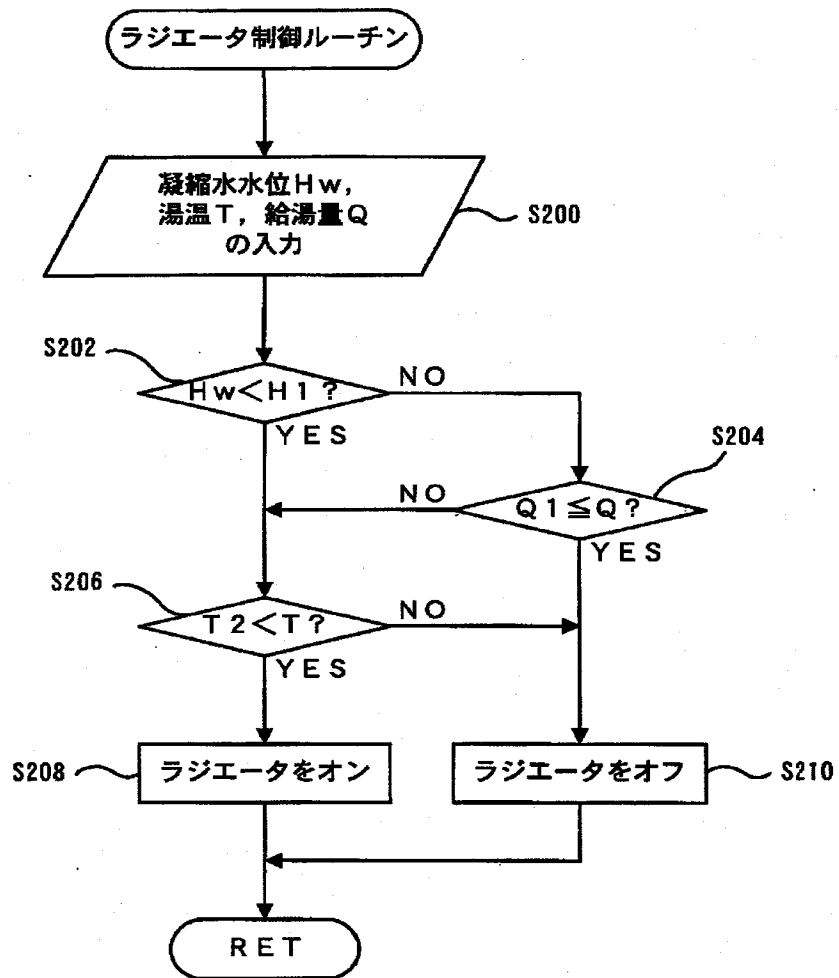 ラジエータ制御ルーチン
凝縮水水位Hw,
湯温T,給湯量Q
の入力
S200
S202
Hw<H1?
NO
YES
S204
NO
Q1≦Q?
YES
S206
T2<T?
NO
YES
S208
ラジエータをオン
ラジエータをオフ
S210
RET